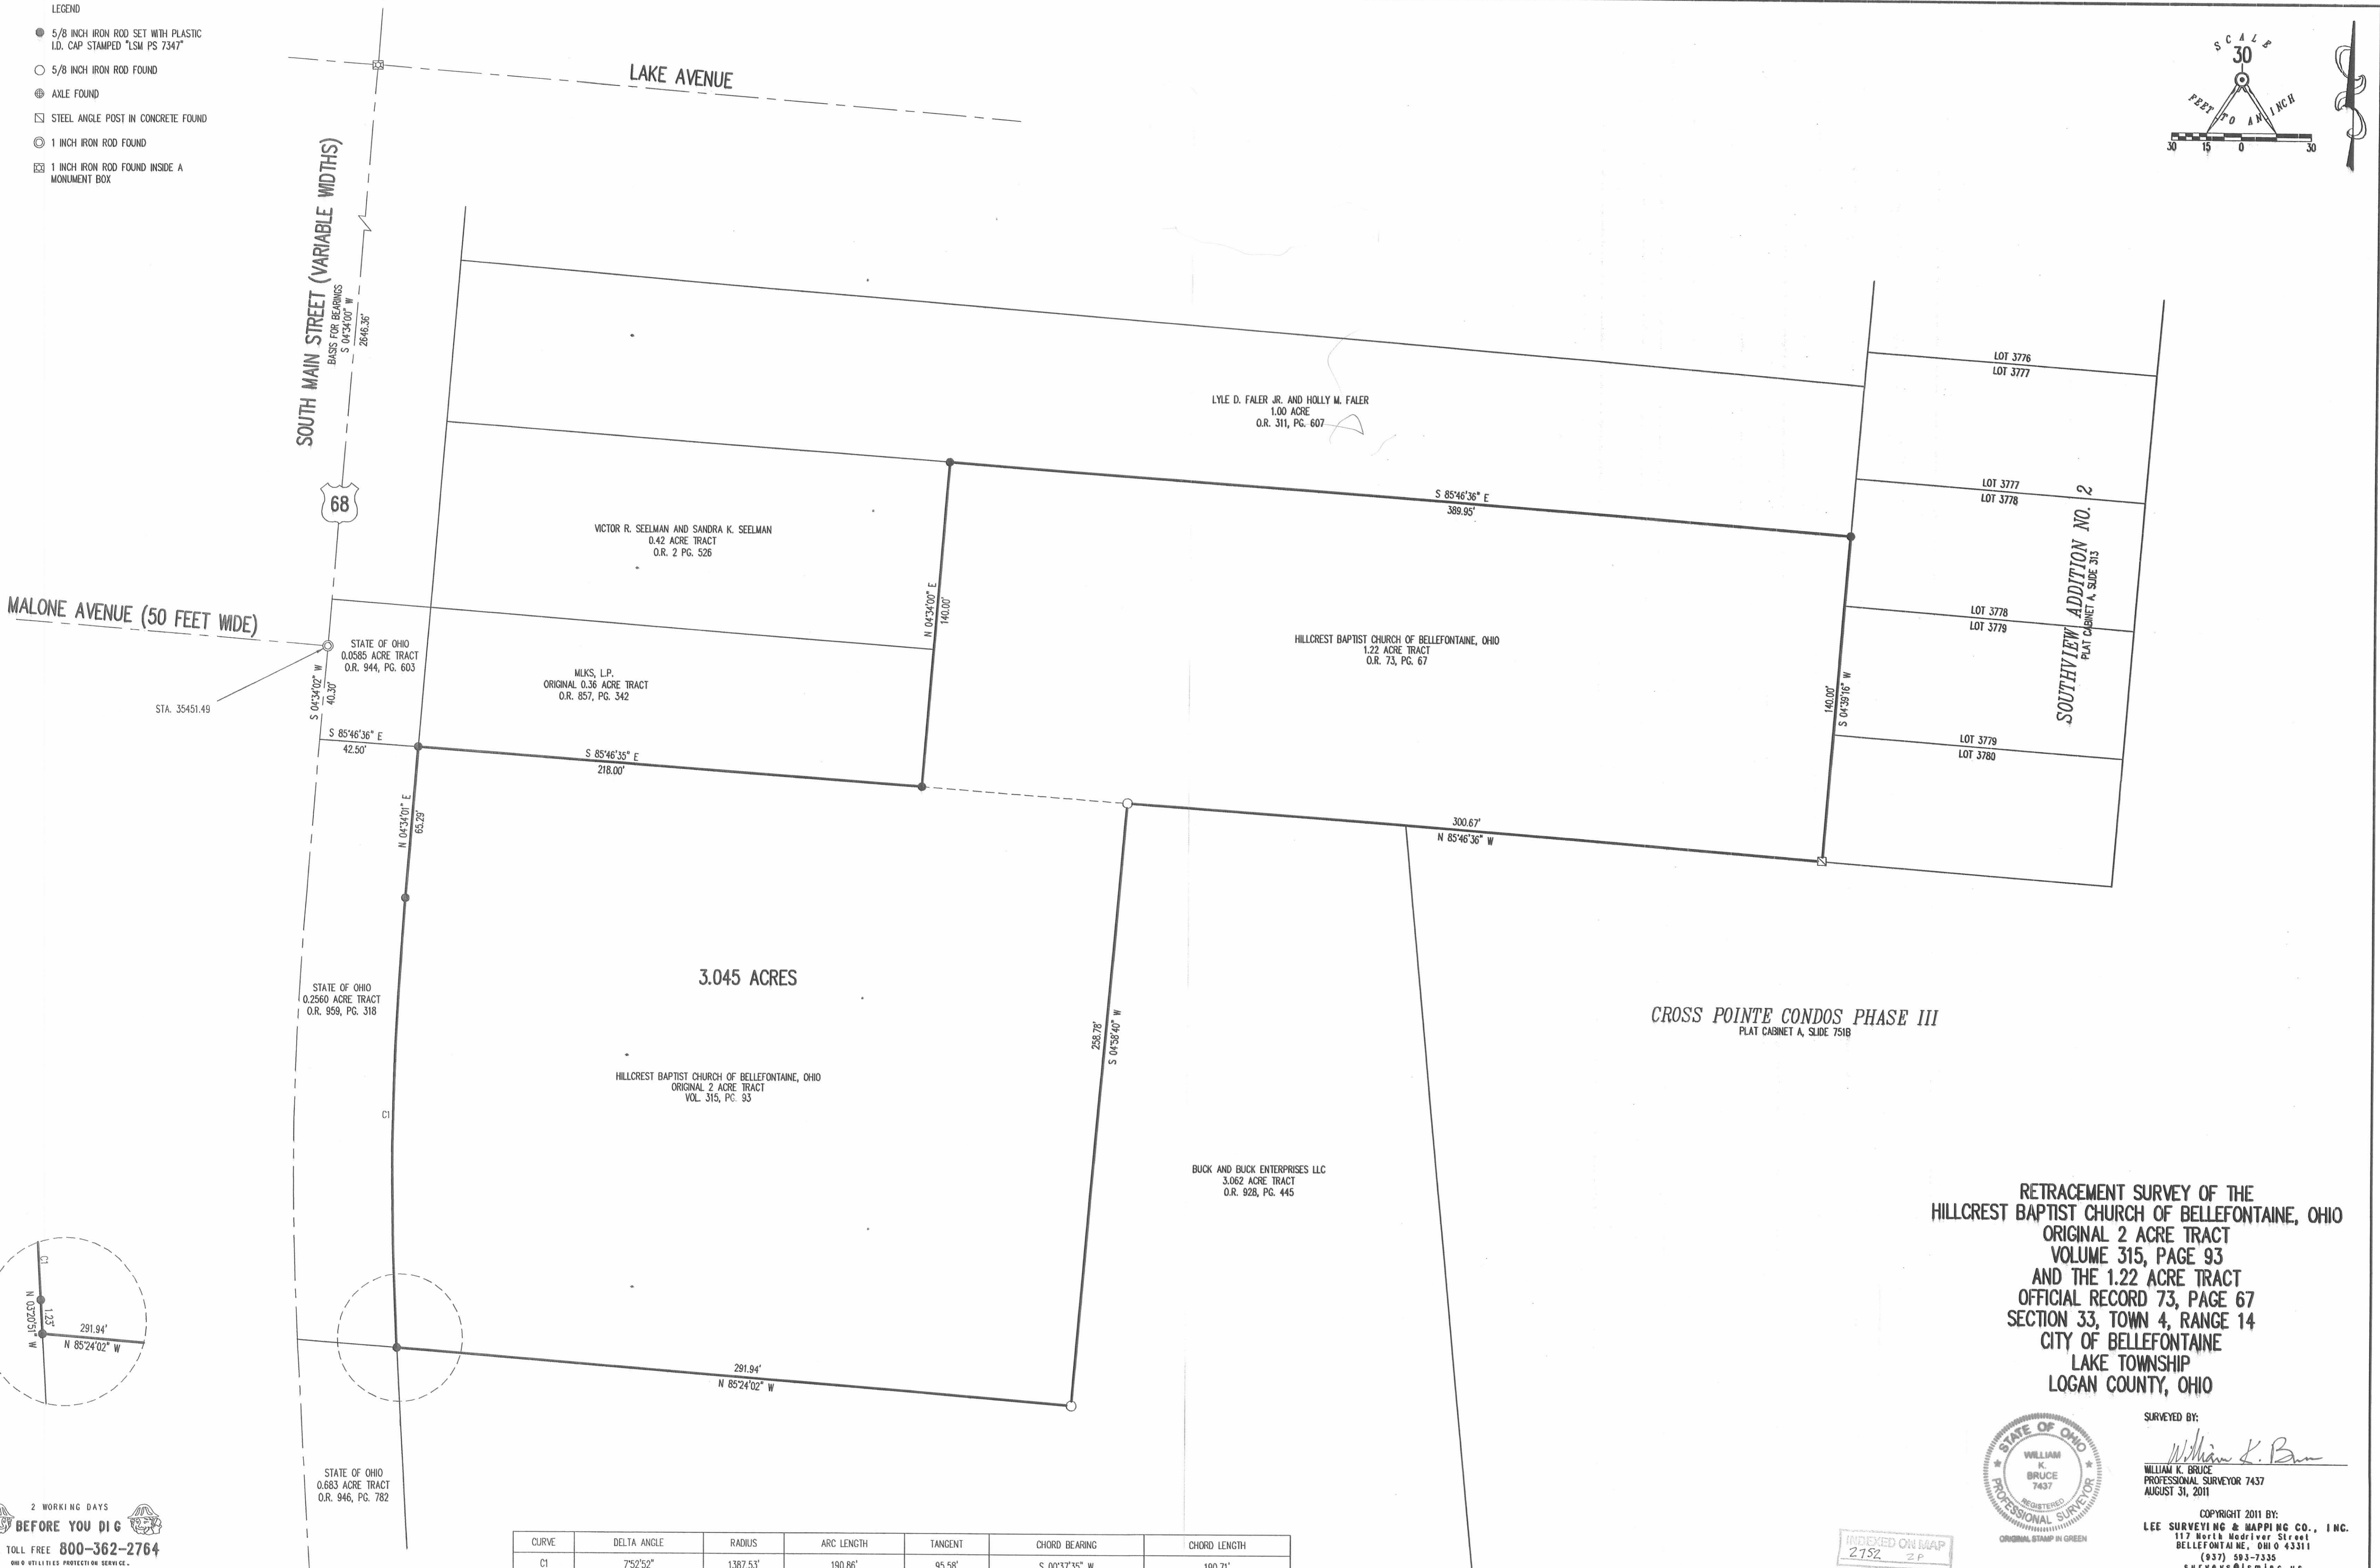 LEGEND
5/8 INCH IRON ROD SET WITH PLASTIC
I.D. CAP STAMPED "LSM PS 7347"
5/8 INCH IRON ROD FOUND
AXLE FOUND
STEEL ANGLE POST IN CONCRETE FOUND
1 INCH IRON ROD FOUND
1 INCH IRON ROD FOUND INSIDE A
MONUMENT BOX
LAKE AVENUE
SCALE
30
FEET TO AN INCH
30 15 0 30
SOUTH MAIN STREET (VARIABLE WIDTHS)
BASIS FOR BEARINGS
S 04°34'00" W
2646.36'
68
MALONE AVENUE (50 FEET WIDE)
STA. 35451.49
S 04°34'02" W
40.30'
STATE OF OHIO
0.0585 ACRE TRACT
O.R. 944, PG. 603
S 85°46'36" E
42.50'
LYLE D. FALER JR. AND HOLLY M. FALER
1.00 ACRE
O.R. 311, PG. 607
VICTOR R. SEELMAN AND SANDRA K. SEELMAN
0.42 ACRE TRACT
O.R. 2 PG. 526
MLKS, L.P.
ORIGINAL 0.36 ACRE TRACT
O.R. 857, PG. 342
N 04°34'00" E
140.00'
S 85°46'36" E
389.95'
HILLCREST BAPTIST CHURCH OF BELLEFONTAINE, OHIO
1.22 ACRE TRACT
O.R. 73, PG. 67
140.00'
S 04°39'16" W
LOT 3776
LOT 3777
LOT 3777
LOT 3778
LOT 3778
LOT 3779
LOT 3779
LOT 3780
SOUTHVIEW ADDITION NO. 2
PLAT CABINET A, SLIDE 313
S 85°46'35" E
218.00'
N 04°34'01" E
65.29'
300.67'
N 85°46'36" W
3.045 ACRES
STATE OF OHIO
0.2560 ACRE TRACT
O.R. 959, PG. 318
C1
HILLCREST BAPTIST CHURCH OF BELLEFONTAINE, OHIO
ORIGINAL 2 ACRE TRACT
VOL. 315, PG. 93
258.78'
S 04°58'40" W
CROSS POINTE CONDOS PHASE III
PLAT CABINET A, SLIDE 751B
BUCK AND BUCK ENTERPRISES LLC
3.062 ACRE TRACT
O.R. 928, PG. 445
C1
1.23'
N 03°20'51" W
291.94'
N 85°24'02" W
291.94'
N 85°24'02" W
STATE OF OHIO
0.683 ACRE TRACT
O.R. 946, PG. 782
RETRACEMENT SURVEY OF THE
HILLCREST BAPTIST CHURCH OF BELLEFONTAINE, OHIO
ORIGINAL 2 ACRE TRACT
VOLUME 315, PAGE 93
AND THE 1.22 ACRE TRACT
OFFICIAL RECORD 73, PAGE 67
SECTION 33, TOWN 4, RANGE 14
CITY OF BELLEFONTAINE
LAKE TOWNSHIP
LOGAN COUNTY, OHIO
STATE OF OHIO
WILLIAM
K.
BRUCE
7437
REGISTERED
PROFESSIONAL SURVEYOR
ORIGINAL STAMP IN GREEN
SURVEYED BY:
William K. Bruce
WILLIAM K. BRUCE
PROFESSIONAL SURVEYOR 7437
AUGUST 31, 2011
COPYRIGHT 2011 BY:
LEE SURVEYING & MAPPING CO., INC.
117 North Madriver Street
BELLEFONTAINE, OHIO 43311
(937) 593-7335
INDEXED ON MAP
2752 2P
2 WORKING DAYS
BEFORE YOU DIG
TOLL FREE 800-362-2764
OHIO UTILITIES PROTECTION SERVICE.
CURVE DELTA ANGLE RADIUS ARC LENGTH TANGENT CHORD BEARING CHORD LENGTH
C1 7°52'52" 1387.53' 190.86' 95.58' S 00°37'35" W 190.71'